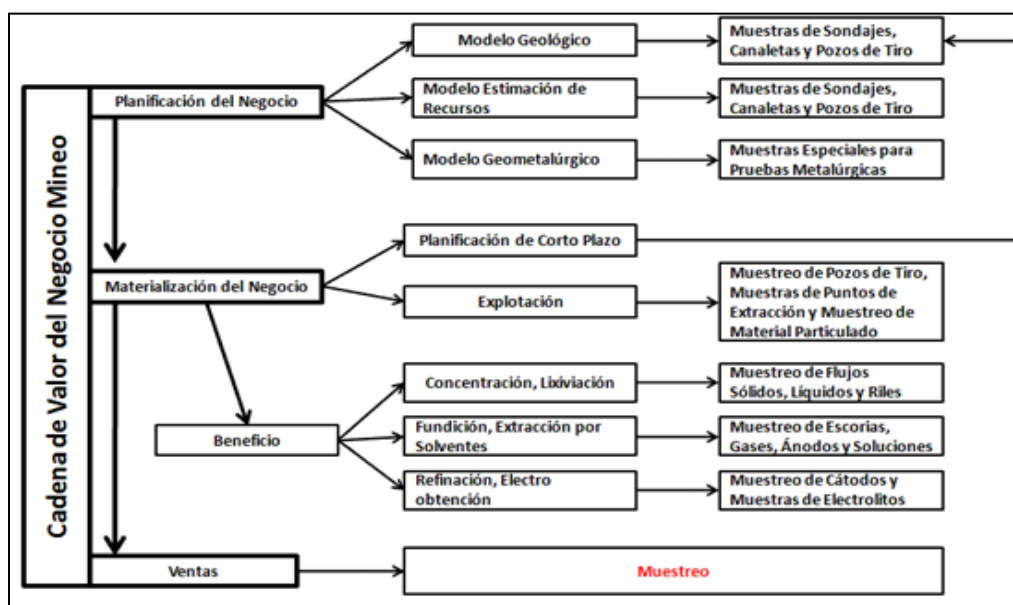 Cadena de Valor del Negocio Mineo
Planificación del Negocio
Modelo Geológico
Muestras de Sondajes,
Canaletas y Pozos de Tiro
Modelo Estimación de
Recursos
Muestras de Sondajes,
Canaletas y Pozos de Tiro
Modelo Geometalúrgico
Muestras Especiales para
Pruebas Metalúrgicas
Materialización del Negocio
Planificación de Corto Plazo
Explotación
Muestreo de Pozos de Tiro,
Muestras de Puntos de
Extracción y Muestreo de
Material Particulado
Beneficio
Concentración, Lixiviación
Muestreo de Flujos
Sólidos, Líquidos y Riles
Fundición, Extracción por
Solventes
Muestreo de Escorias,
Gases, Ánodos y Soluciones
Refinación, Electro
obtención
Muestreo de Cátodos y
Muestras de Electrolitos
Ventas
Muestreo